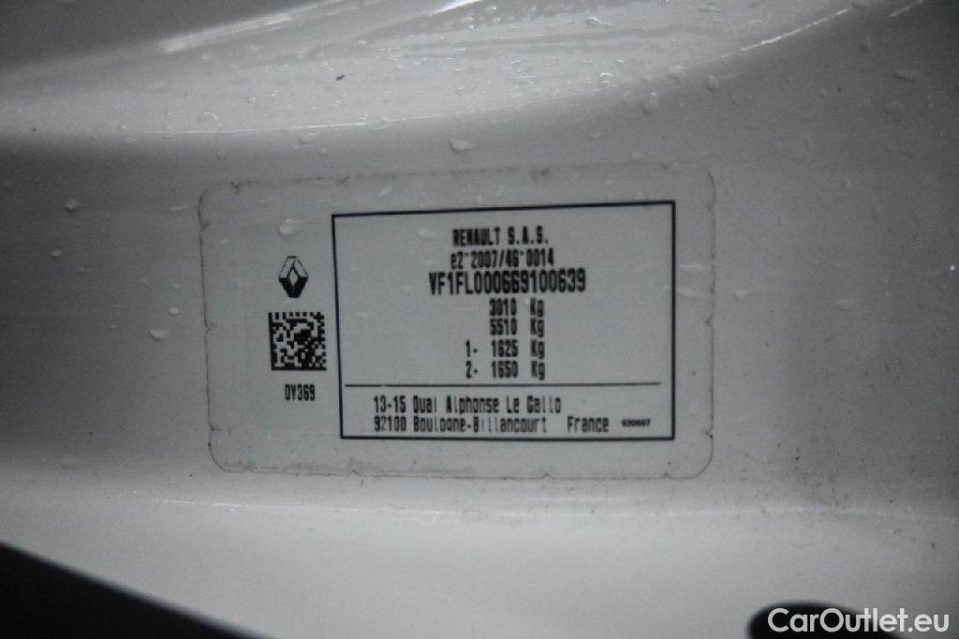 RENAULT S.A.S.
e2*2007/46*0014
VF1FL000669100639
3010 Kg
5510 Kg
1- 1625 Kg
2- 1650 Kg
0V369
13-15 Quai Alphonse Le Gallo
92100 Boulogne-Billancourt France
CarOutlet.eu